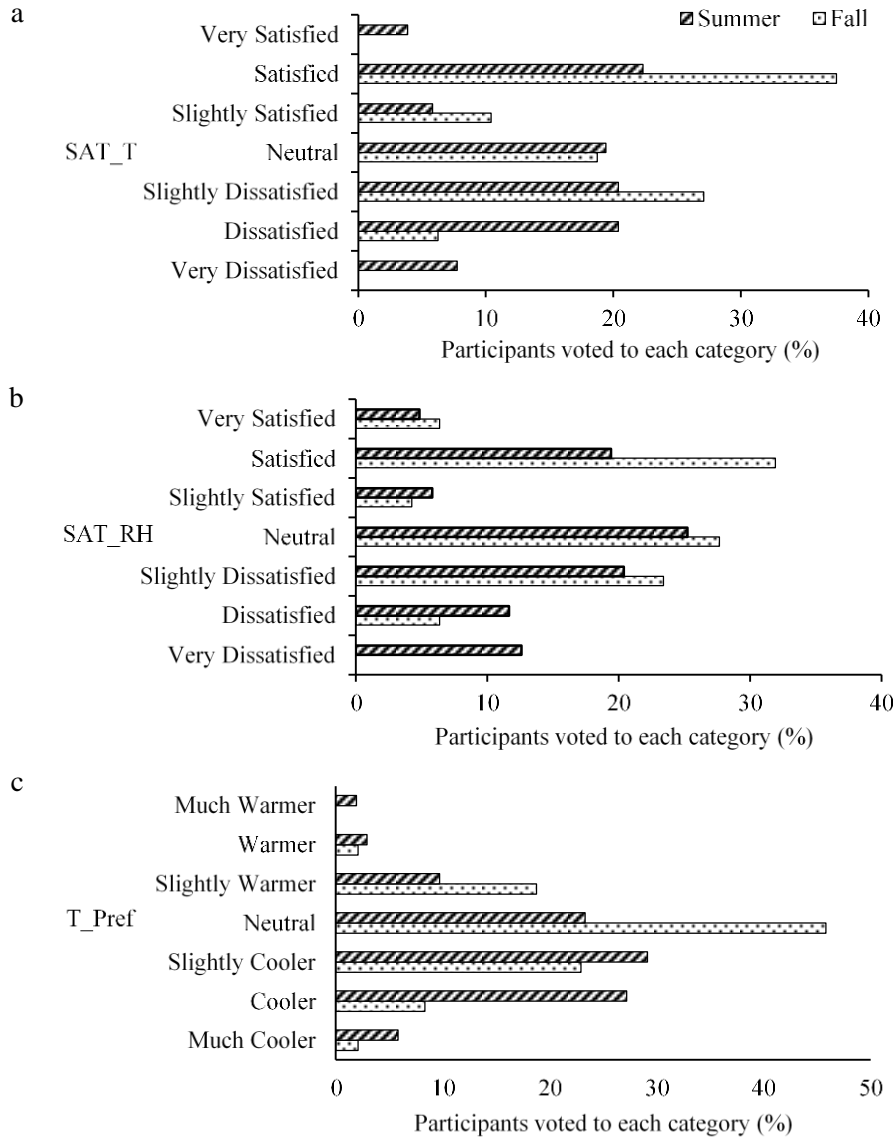 a
Summer Fall
Very Satisfied
Satisficd
Slightly Satisfied
SAT_T
Neutral
Slightly Dissatisfied
Dissatisfied
Very Dissatisfied
0 10 20 30 40
Participants voted to each category (%)
b
Very Satisfied
Satisficd
Slightly Satisfied
SAT_RH
Neutral
Slightly Dissatisfied
Dissatisfied
Very Dissatisfied
0 10 20 30 40
Participants voted to each category (%)
c
Much Warmer
Warmer
Slightly Warmer
T_Pref
Neutral
Slightly Cooler
Cooler
Much Cooler
0 10 20 30 40 50
Participants voted to each category (%)